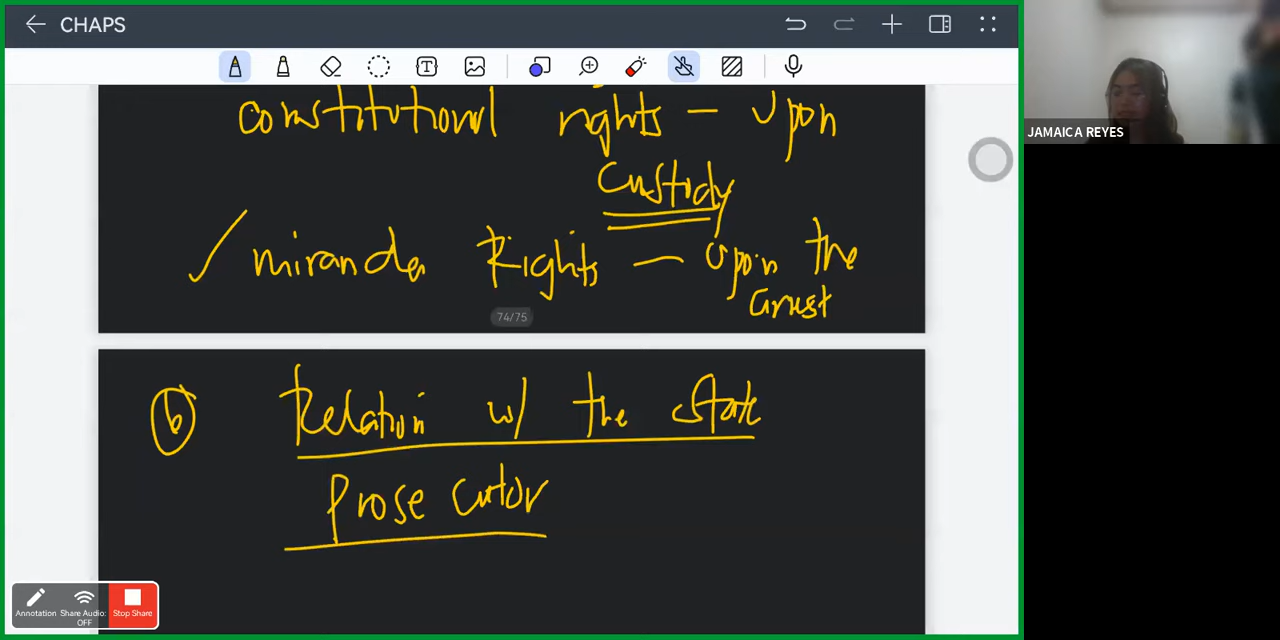 CHAPS
constitutional rights - upon
custody
miranda Rights - Upon the
arrest
74/75
b Relation w/ the state
Prosecutor
Annotation Share Audio: OFF Stop Share
JAMAICA REYES